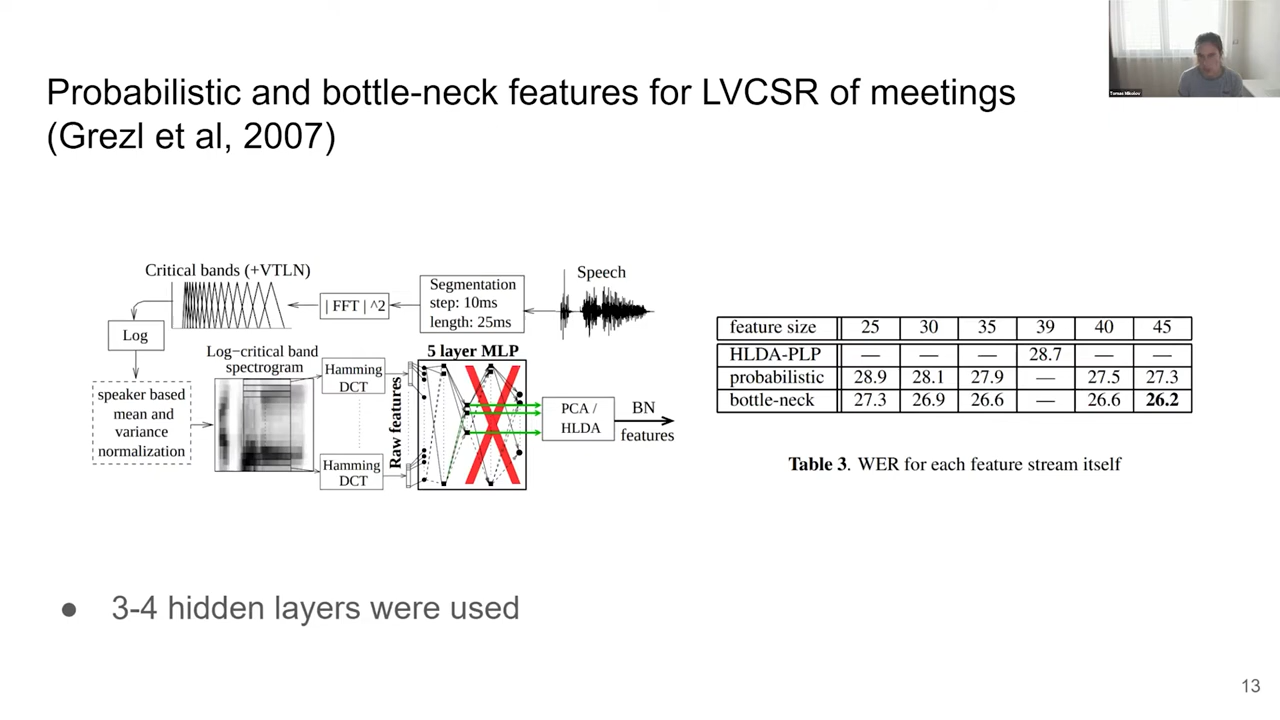 Probabilistic and bottle-neck features for LVCSR of meetings
(Grezl et al, 2007)
Tomas Mikolov
Critical bands (+VTLN)
| FFT | ^2
Segmentation
step: 10ms
length: 25ms
Speech
Log
Log−critical band
spectrogram
speaker based
mean and
variance
normalization
Hamming
DCT
Hamming
DCT
Raw features
5 layer MLP
PCA /
HLDA
BN
features
feature size 25 30 35 39 40 45
HLDA-PLP — — — 28.7 — —
probabilistic 28.9 28.1 27.9 — 27.5 27.3
bottle-neck 27.3 26.9 26.6 — 26.6 26.2
Table 3. WER for each feature stream itself
● 3-4 hidden layers were used
13